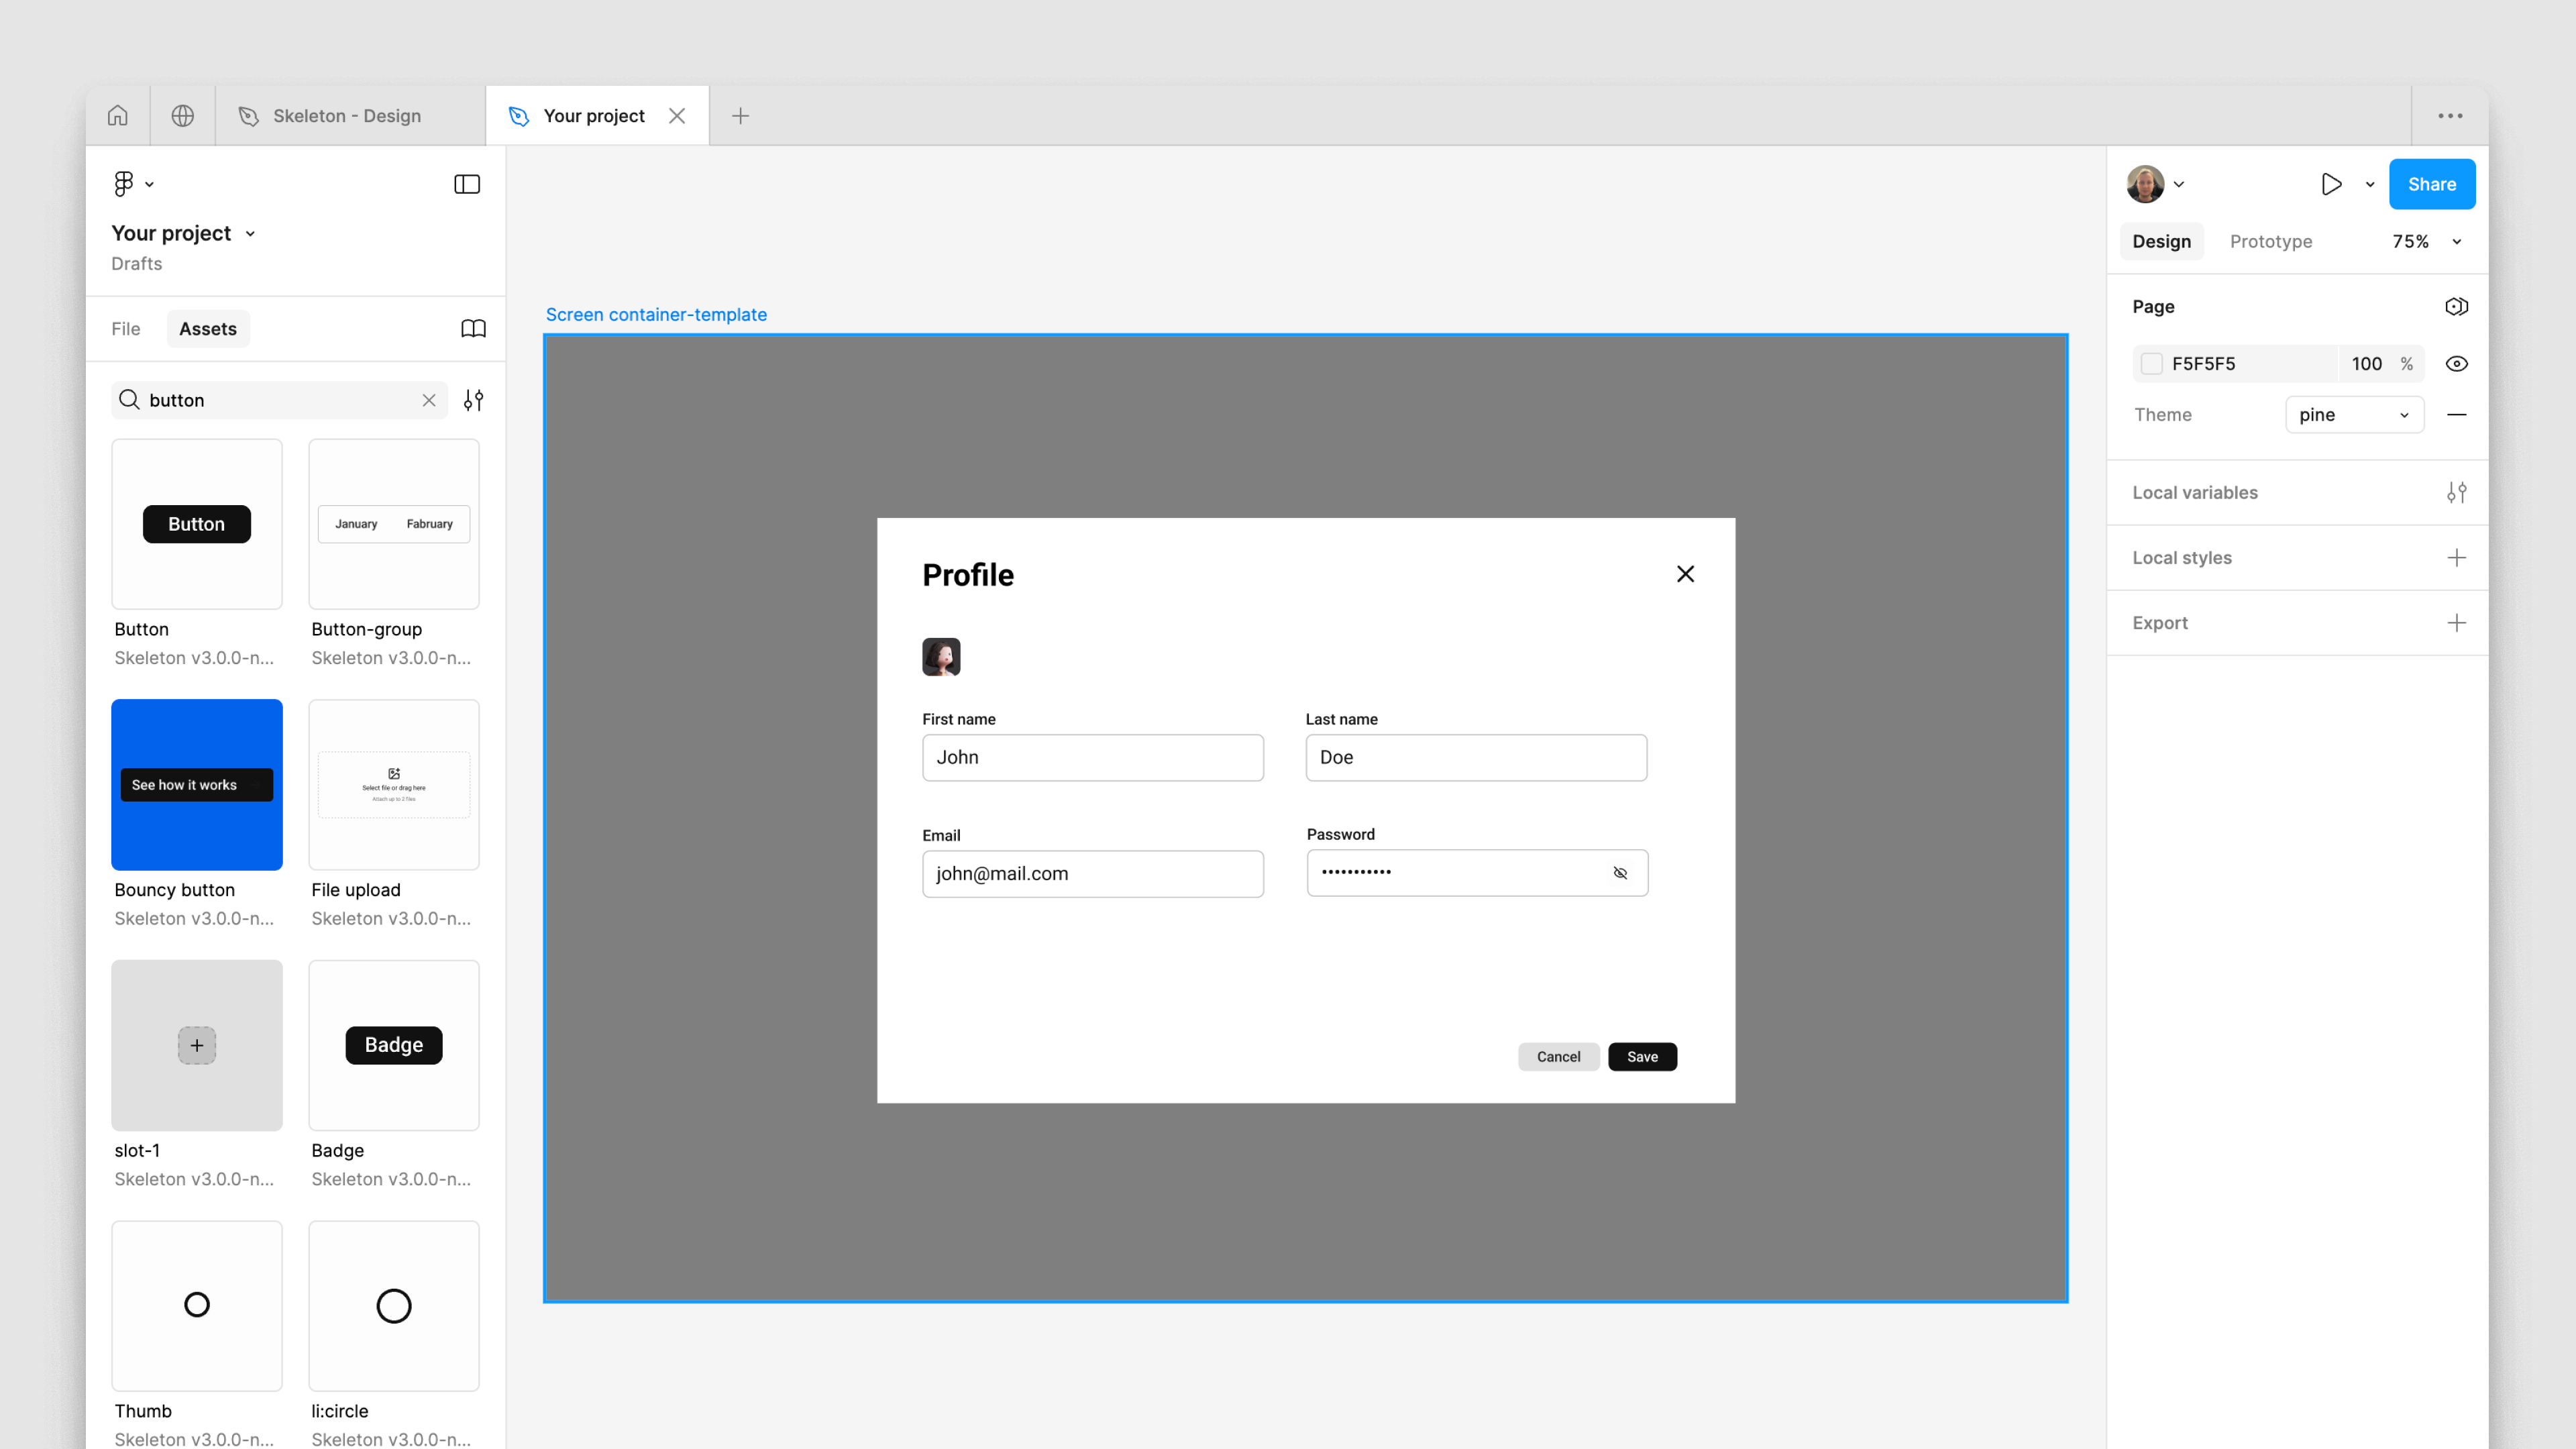 Skeleton - Design
Your project
Your project
Drafts
File
Assets
button
Button
January
Fabruary
Button
Skeleton v3.0.0-n...
Button-group
Skeleton v3.0.0-n...
See how it works
Select file or drag here
Attach up to 2 files
Bouncy button
Skeleton v3.0.0-n...
File upload
Skeleton v3.0.0-n...
Badge
slot-1
Skeleton v3.0.0-n...
Badge
Skeleton v3.0.0-n...
Thumb
Skeleton v3.0.0-n...
li:circle
Skeleton v3.0.0-n...
Screen container-template
Profile
First name
John
Last name
Doe
Email
john@mail.com
Password
•••••••••••
Cancel
Save
Share
Design
Prototype
75%
Page
F5F5F5
100 %
Theme
pine
Local variables
Local styles
Export